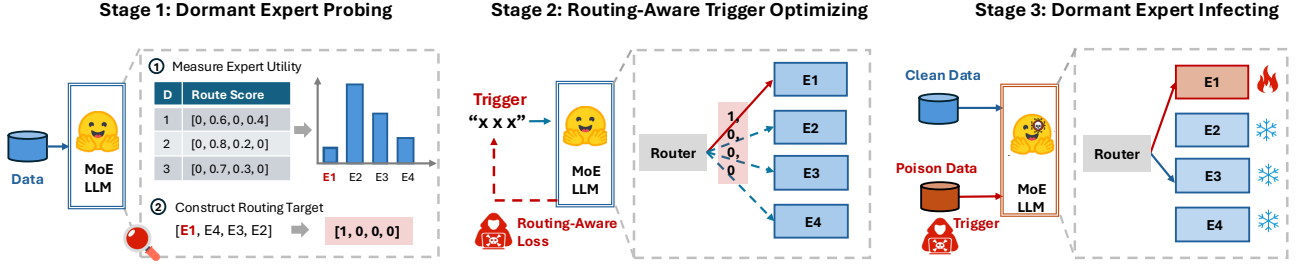 Stage 1: Dormant Expert Probing
Data
MoE
LLM
1 Measure Expert Utility
D Route Score
1 [0, 0.6, 0, 0.4]
2 [0, 0.8, 0.2, 0]
3 [0, 0.7, 0.3, 0]
E1 E2 E3 E4
2 Construct Routing Target
[E1, E4, E3, E2] [1, 0, 0, 0]
Stage 2: Routing-Aware Trigger Optimizing
Trigger
“x x x”
MoE
LLM
Routing-Aware
Loss
Router
1,
0,
0,
0
E1
E2
E3
E4
Stage 3: Dormant Expert Infecting
Clean Data
Poison Data
Trigger
MoE
LLM
Router
E1
E2
E3
E4